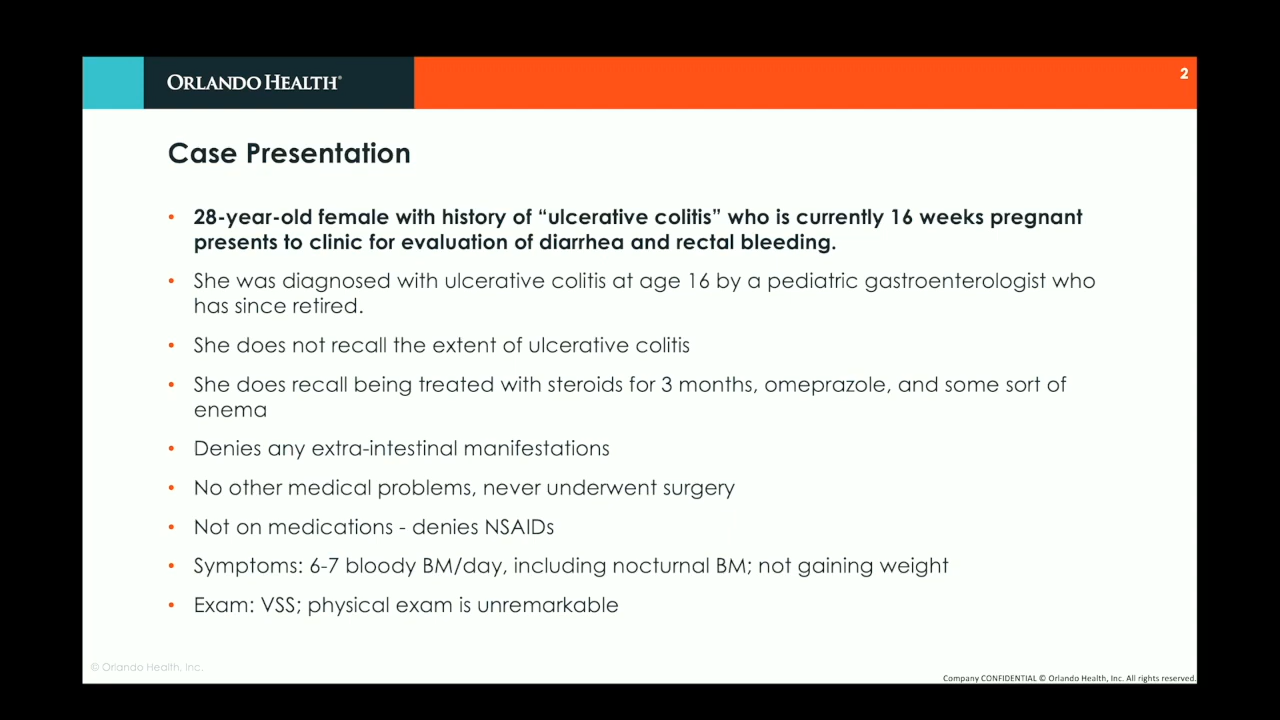 ORLANDO HEALTH®
2
Case Presentation
• 28-year-old female with history of “ulcerative colitis” who is currently 16 weeks pregnant
presents to clinic for evaluation of diarrhea and rectal bleeding.
• She was diagnosed with ulcerative colitis at age 16 by a pediatric gastroenterologist who
has since retired.
• She does not recall the extent of ulcerative colitis
• She does recall being treated with steroids for 3 months, omeprazole, and some sort of
enema
• Denies any extra-intestinal manifestations
• No other medical problems, never underwent surgery
• Not on medications - denies NSAIDs
• Symptoms: 6-7 bloody BM/day, including nocturnal BM; not gaining weight
• Exam: VSS; physical exam is unremarkable
© Orlando Health, Inc.
Company CONFIDENTIAL © Orlando Health, Inc. All rights reserved.